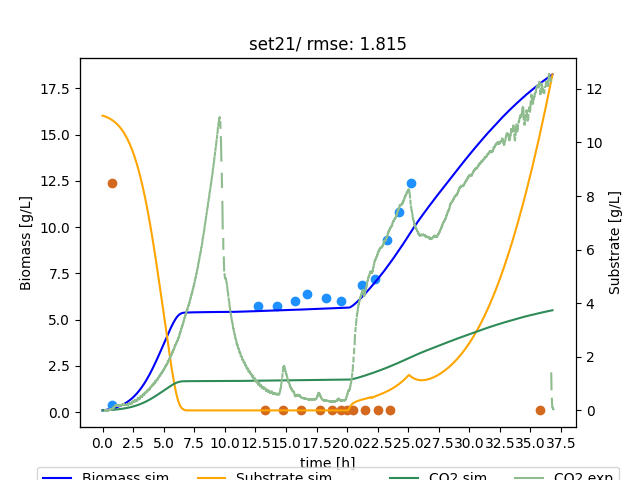 set21/ rmse: 1.815
17.5
15.0
12.5
10.0
7.5
5.0
2.5
0.0
Biomass [g/L]
12
10
8
6
4
2
0
Substrate [g/L]
0.0 2.5 5.0 7.5 10.0 12.5 15.0 17.5 20.0 22.5 25.0 27.5 30.0 32.5 35.0 37.5
time [h]
Biomass sim Substrate sim CO2 sim CO2 exp